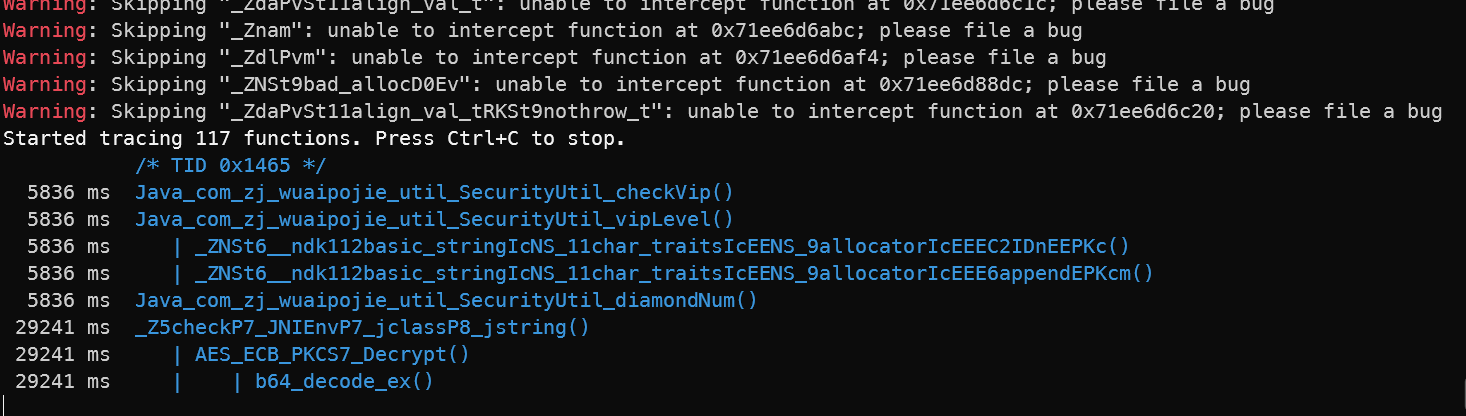 Warning: Skipping "_ZdaPvSt11align_val_t": unable to intercept function at 0x71ee6d6c1c; please file a bug
Warning: Skipping "_Znam": unable to intercept function at 0x71ee6d6abc; please file a bug
Warning: Skipping "_ZdlPvm": unable to intercept function at 0x71ee6d6af4; please file a bug
Warning: Skipping "_ZNSt9bad_allocD0Ev": unable to intercept function at 0x71ee6d88dc; please file a bug
Warning: Skipping "_ZdaPvSt11align_val_tRKSt9nothrow_t": unable to intercept function at 0x71ee6d6c20; please file a bug
Started tracing 117 functions. Press Ctrl+C to stop.
           /* TID 0x1465 */
  5836 ms  Java_com_zj_wuaipojie_util_SecurityUtil_checkVip()
  5836 ms  Java_com_zj_wuaipojie_util_SecurityUtil_vipLevel()
  5836 ms     | _ZNSt6__ndk112basic_stringIcNS_11char_traitsIcEENS_9allocatorIcEEEC2IDnEEPKc()
  5836 ms     | _ZNSt6__ndk112basic_stringIcNS_11char_traitsIcEENS_9allocatorIcEEE6appendEPKcm()
  5836 ms  Java_com_zj_wuaipojie_util_SecurityUtil_diamondNum()
 29241 ms  _Z5checkP7_JNIEnvP7_jclassP8_jstring()
 29241 ms     | AES_ECB_PKCS7_Decrypt()
 29241 ms     |    | b64_decode_ex()